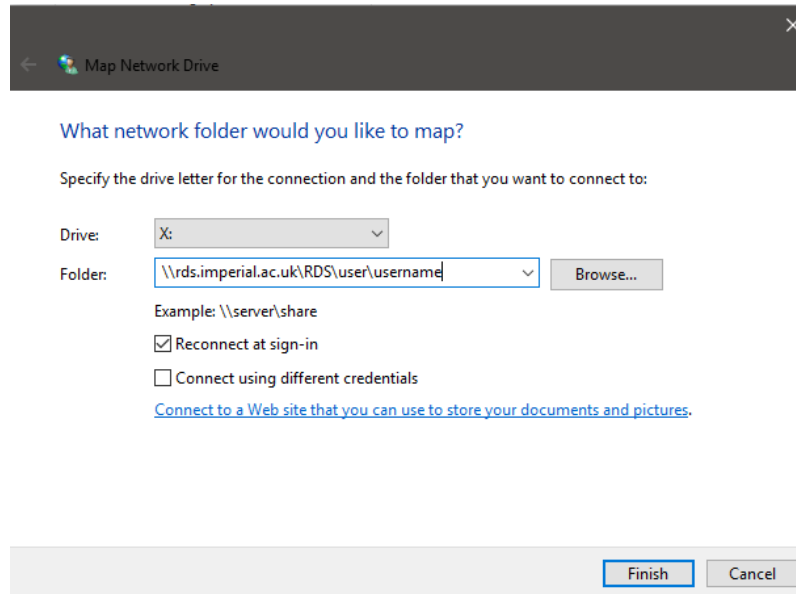 Map Network Drive
What network folder would you like to map?
Specify the drive letter for the connection and the folder that you want to connect to:
Drive: X:
Folder: \\rds.imperial.ac.uk\RDS\user\username Browse...
Example: \\server\share
Reconnect at sign-in
Connect using different credentials
Connect to a Web site that you can use to store your documents and pictures.
Finish Cancel